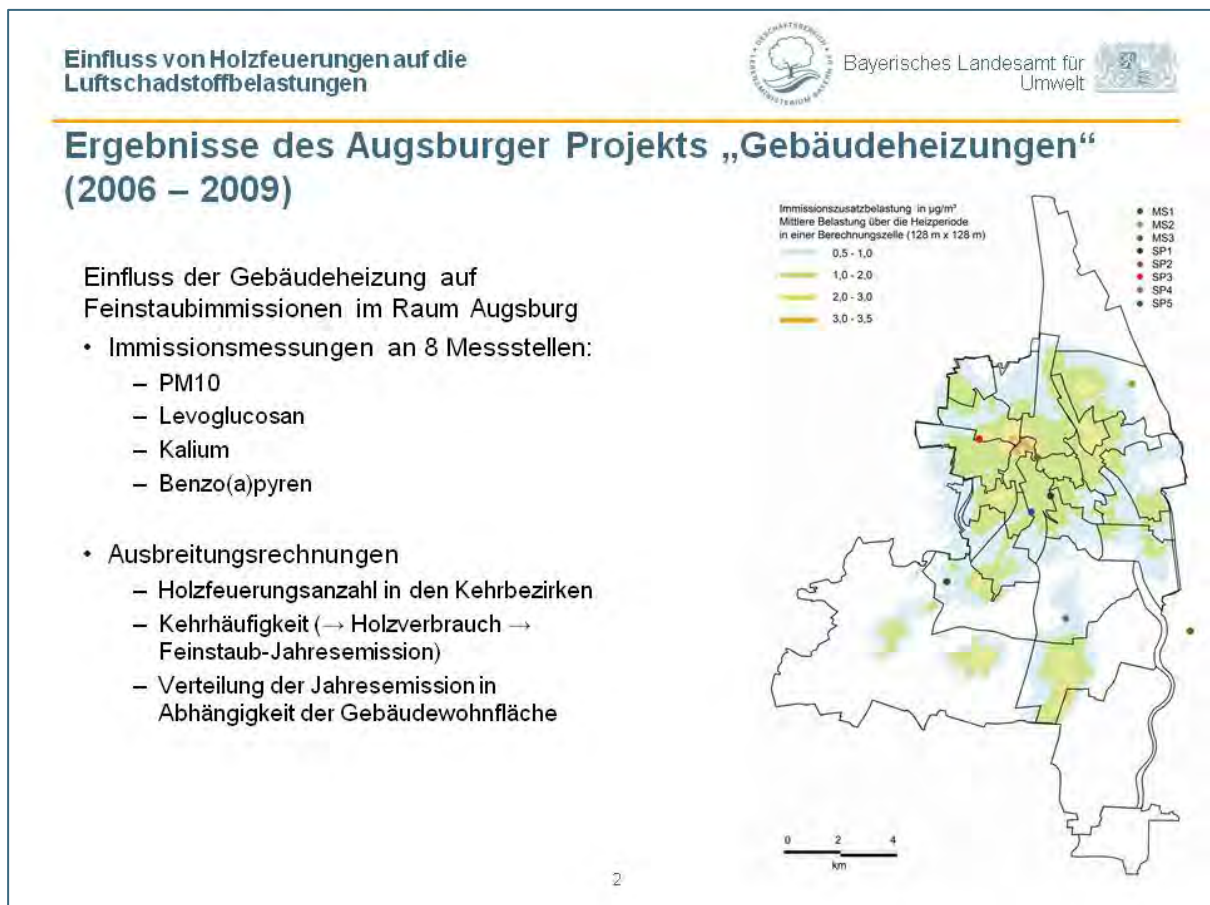 Einfluss von Holzfeuerungen auf die
Luftschadstoffbelastungen
Bayerisches Landesamt für
Umwelt
Ergebnisse des Augsburger Projekts „Gebäudeheizungen“
(2006 – 2009)
Einfluss der Gebäudeheizung auf
Feinstaubimmissionen im Raum Augsburg
• Immissionsmessungen an 8 Messstellen:
– PM10
– Levoglucosan
– Kalium
– Benzo(a)pyren
• Ausbreitungsrechnungen
– Holzfeuerungsanzahl in den Kehrbezirken
– Kehrhäufigkeit (→ Holzverbrauch →
Feinstaub-Jahresemission)
– Verteilung der Jahresemission in
Abhängigkeit der Gebäudewohnfläche
Immissionszusatzbelastung in µg/m³
Mittlere Belastung über die Heizperiode
in einer Berechnungszelle (128 m x 128 m)
0,5 - 1,0
1,0 - 2,0
2,0 - 3,0
3,0 - 3,5
MS1
MS2
MS3
SP1
SP2
SP3
SP4
SP5
0 2 4
km
2